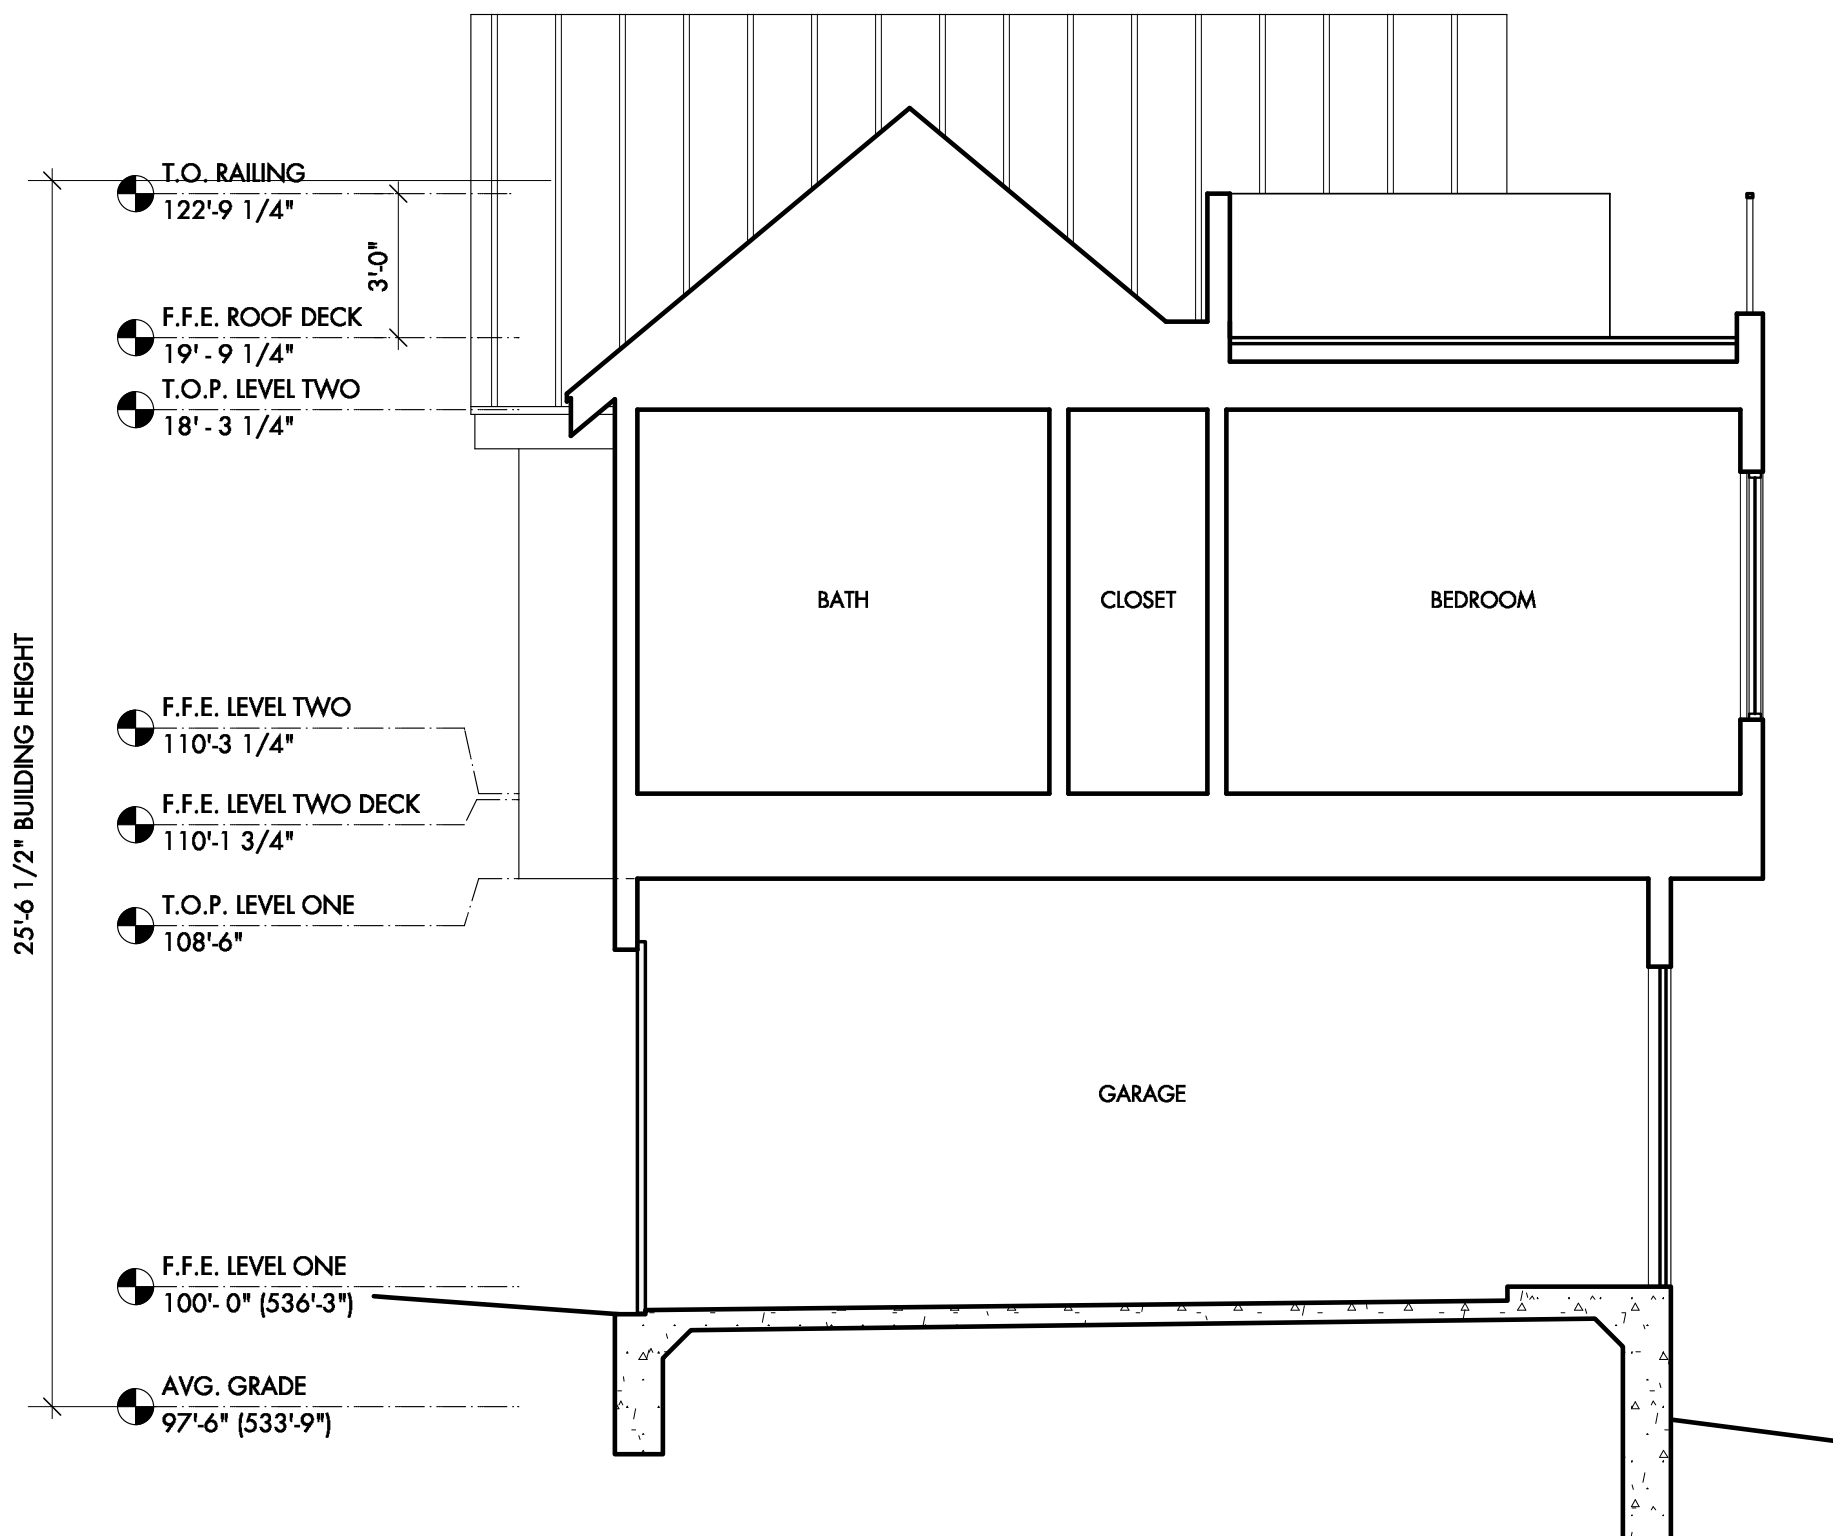 T.O. RAILING
122'-9 1/4"
3'-0"
F.F.E. ROOF DECK
19' - 9 1/4"
T.O.P. LEVEL TWO
18' - 3 1/4"
BATH
CLOSET
BEDROOM
25'-6 1/2" BUILDING HEIGHT
F.F.E. LEVEL TWO
110'-3 1/4"
F.F.E. LEVEL TWO DECK
110'-1 3/4"
T.O.P. LEVEL ONE
108'-6"
GARAGE
F.F.E. LEVEL ONE
100'- 0" (536'-3")
AVG. GRADE
97'-6" (533'-9")